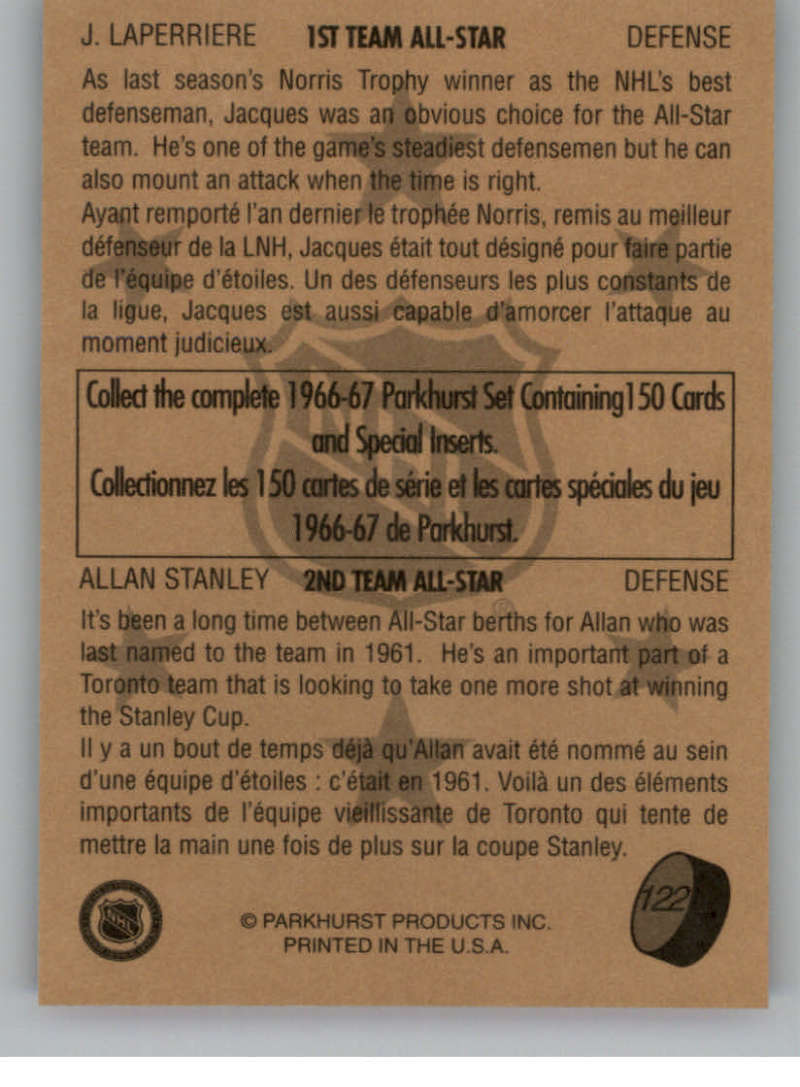 J. LAPERRIERE 1ST TEAM ALL-STAR DEFENSE
As last season's Norris Trophy winner as the NHL's best
defenseman, Jacques was an obvious choice for the All-Star
team. He's one of the game's steadiest defensemen but he can
also mount an attack when the time is right.
Ayant remporté l'an dernier le trophée Norris, remis au meilleur
défenseur de la LNH, Jacques était tout désigné pour faire partie
de l'équipe d'étoiles. Un des défenseurs les plus constants de
la ligue, Jacques est aussi capable d'amorcer l'attaque au
moment judicieux.
Collect the complete 1966-67 Parkhurst Set Containing150 Cards
and Special Inserts.
Collectionnez les 150 cartes de série et les cartes spéciales du jeu
1966-67 de Parkhurst.
ALLAN STANLEY 2ND TEAM ALL-STAR DEFENSE
It's been a long time between All-Star berths for Allan who was
last named to the team in 1961. He's an important part of a
Toronto team that is looking to take one more shot at winning
the Stanley Cup.
Il y a un bout de temps déjà qu'Allan avait été nommé au sein
d'une équipe d'étoiles : c'était en 1961. Voilà un des éléments
importants de l'équipe vieillissante de Toronto qui tente de
mettre la main une fois de plus sur la coupe Stanley.
NHL
© PARKHURST PRODUCTS INC.
PRINTED IN THE U.S.A.
122